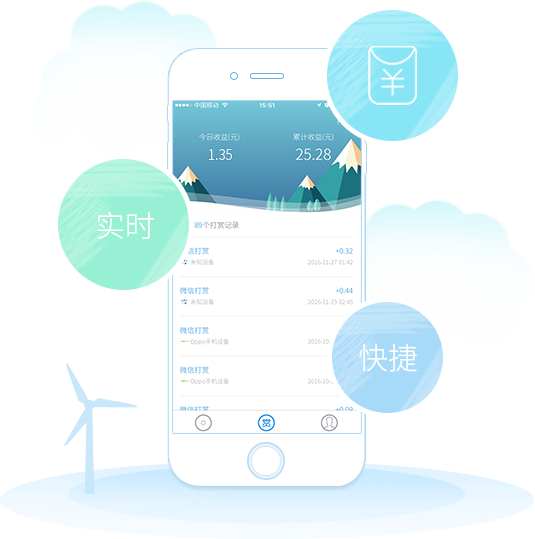 ¥
中国移动 15:51
今日收益(元) 累计收益(元)
1.35 25.28
实时
89个打赏记录
信打赏 +0.32
未知设备 2016-11-27 01:42
微信打赏 +0.44
未知设备 2016-11-19 02:45
微信打赏
Oppo手机设备 2016-10
快捷
微信打赏
Oppo手机设备 2016-10-
微信打赏 +0.09
赏